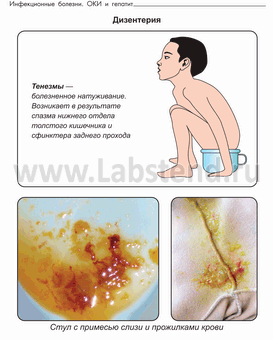 Инфекционные болезни. ОКИ и гепатит
Дизентерия
Тенезмы —
болезненное натуживание.
Возникает в результате
спазма нижнего отдела
толстого кишечника и
сфинктера заднего прохода
www.Labstend.ru
Стул с примесью слизи и прожилками крови